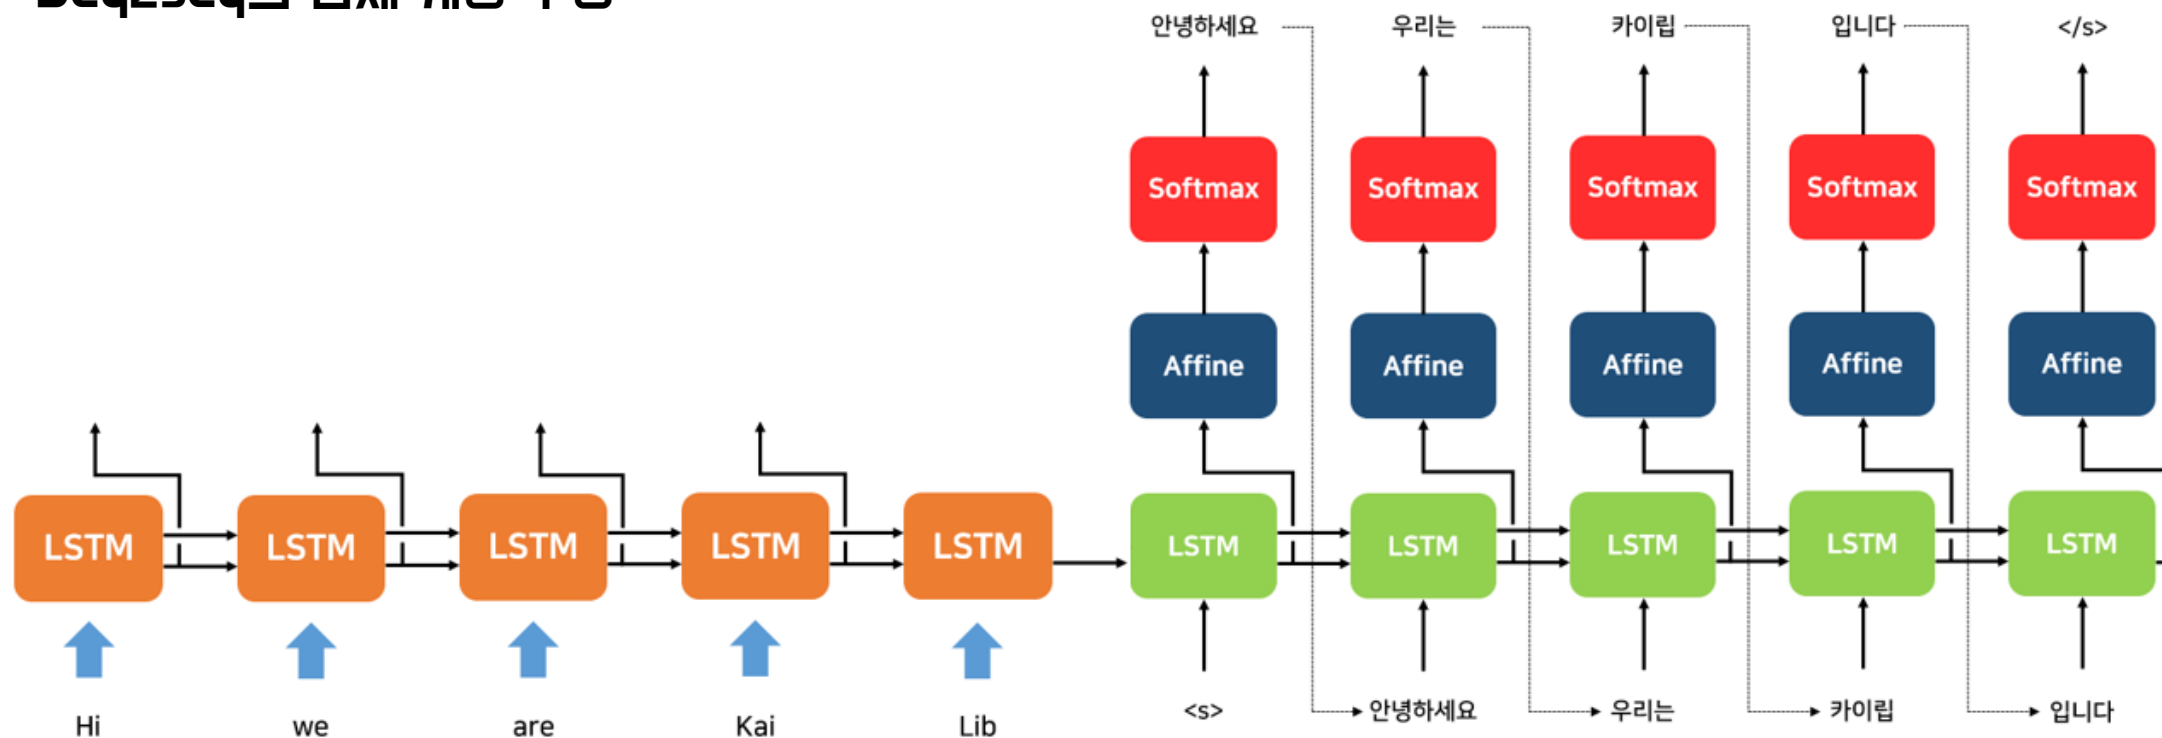 안녕하세요 우리는 카이립 입니다 </s>
Softmax Softmax Softmax Softmax Softmax
Affine Affine Affine Affine Affine
LSTM LSTM LSTM LSTM LSTM LSTM LSTM LSTM LSTM LSTM
Hi we are Kai Lib <s> 안녕하세요 우리는 카이립 입니다